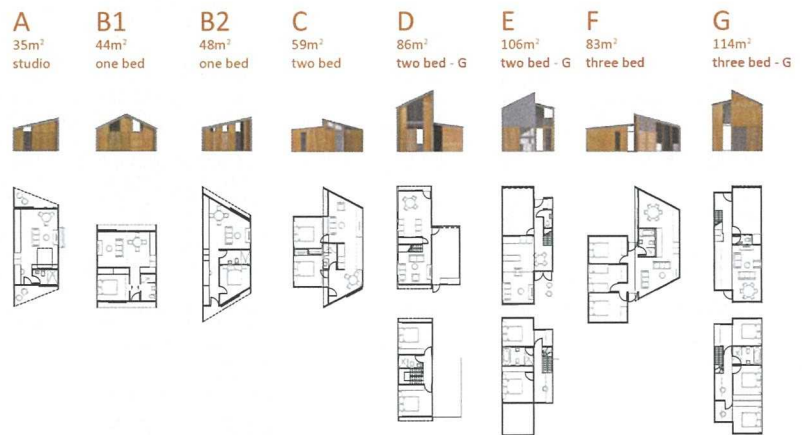 A
35m²
studio
B1
44m²
one bed
B2
48m²
one bed
C
59m²
two bed
D
86m²
two bed - G
E
106m²
two bed - G
F
83m²
three bed
G
114m²
three bed - G